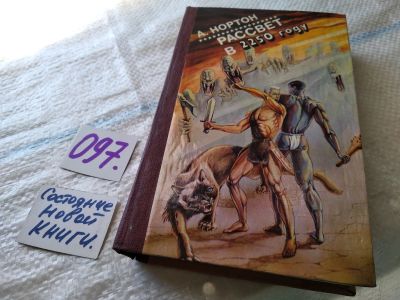 А. НОРТОН
РАССВЕТ
В 2250 году
097.
Состояние
новой
книги.